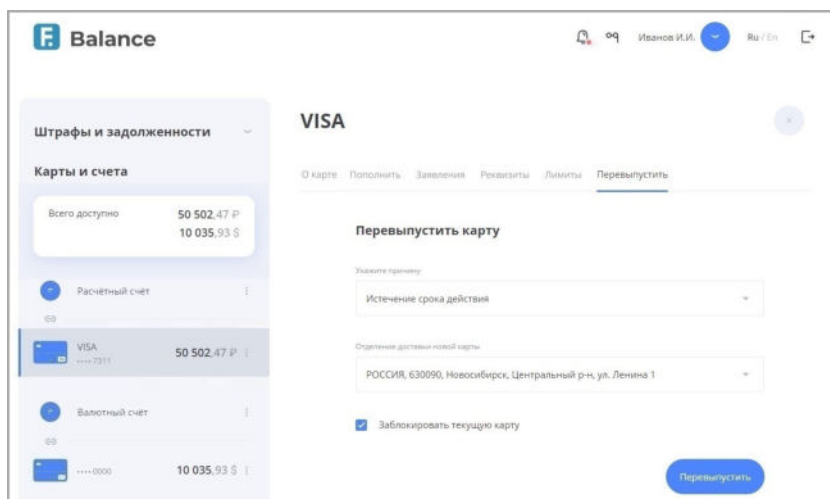 F. Balance
Иванов И.И.
Ru / En
Штрафы и задолженности
Карты и счета
Всего доступно
50 502,47 ₽
10 035,93 $
Расчётный счёт
VISA
•••• 7311
50 502,47 ₽
Валютный счёт
•••• 0000
10 035,93 $
VISA
О карте Пополнить Заявления Реквизиты Лимиты Перевыпустить
Перевыпустить карту
Укажите причину
Истечение срока действия
Отделение доставки новой карты
РОССИЯ, 630090, Новосибирск, Центральный р-н, ул. Ленина 1
Заблокировать текущую карту
Перевыпустить